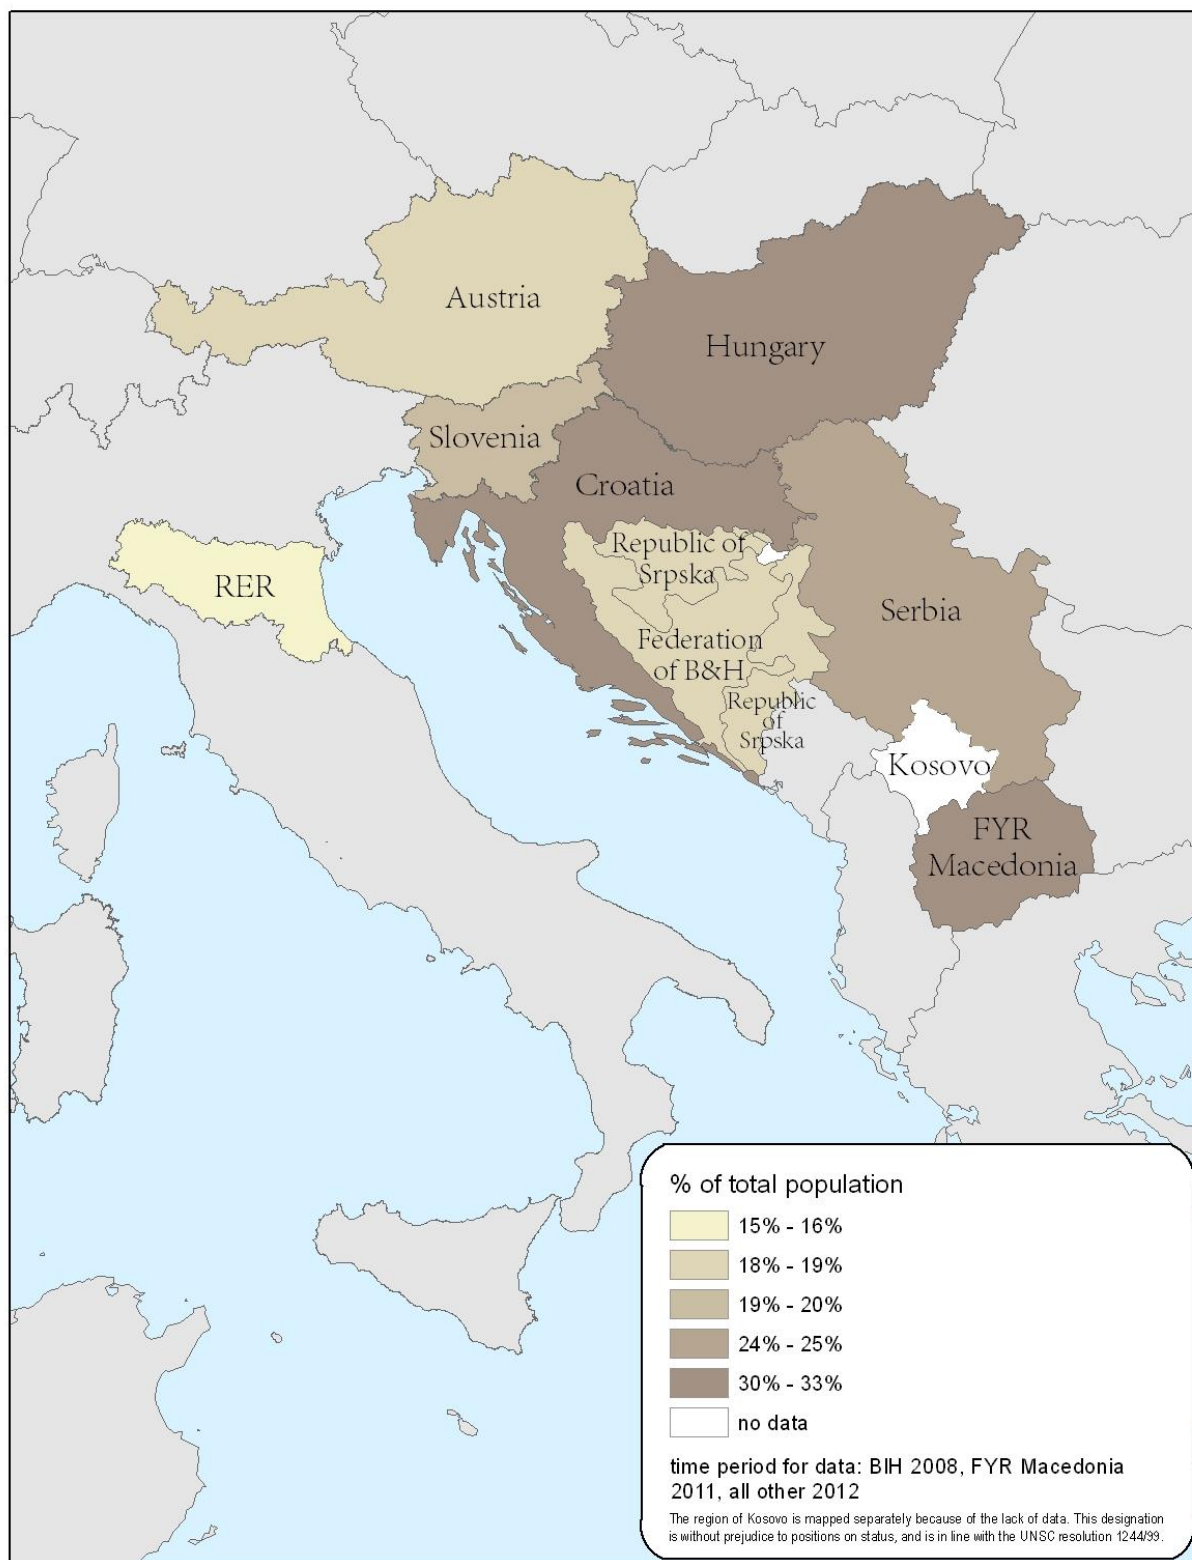 Austria
Hungary
Slovenia
Croatia
Republic of
Srpska
RER
Serbia
Federation
of B&H
Republic
of
Srpska
Kosovo
FYR
Macedonia
% of total population
15% - 16%
18% - 19%
19% - 20%
24% - 25%
30% - 33%
no data
time period for data: BIH 2008, FYR Macedonia
2011, all other 2012
The region of Kosovo is mapped separately because of the lack of data. This designation
is without prejudice to positions on status, and is in line with the UNSC resolution 1244/99.